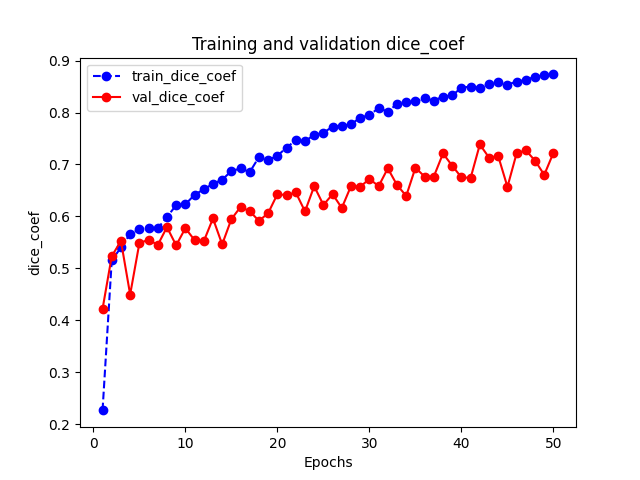 Training and validation dice_coef
train_dice_coef
val_dice_coef
0.9
0.8
0.7
0.6
0.5
0.4
0.3
0.2
dice_coef
0 10 20 30 40 50
Epochs